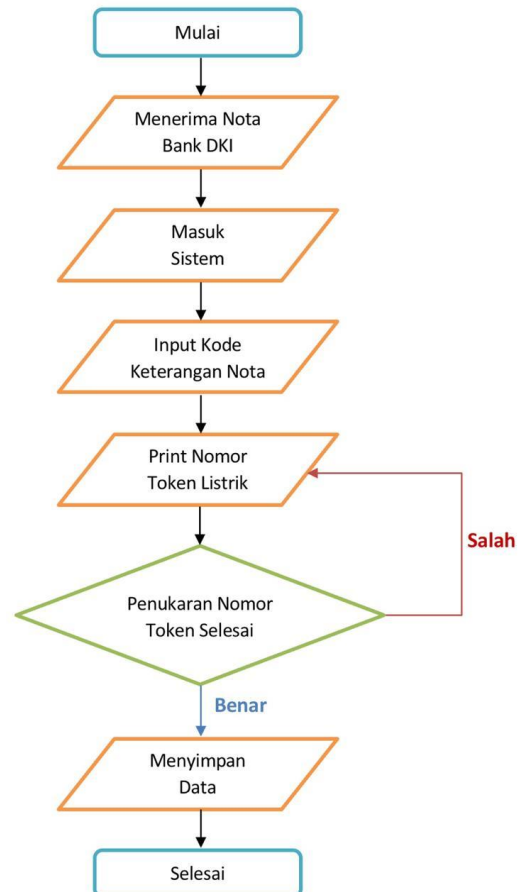 Mulai
Menerima Nota
Bank DKI
Masuk
Sistem
Input Kode
Keterangan Nota
Print Nomor
Token Listrik
Salah
Penukaran Nomor
Token Selesai
Benar
Menyimpan
Data
Selesai